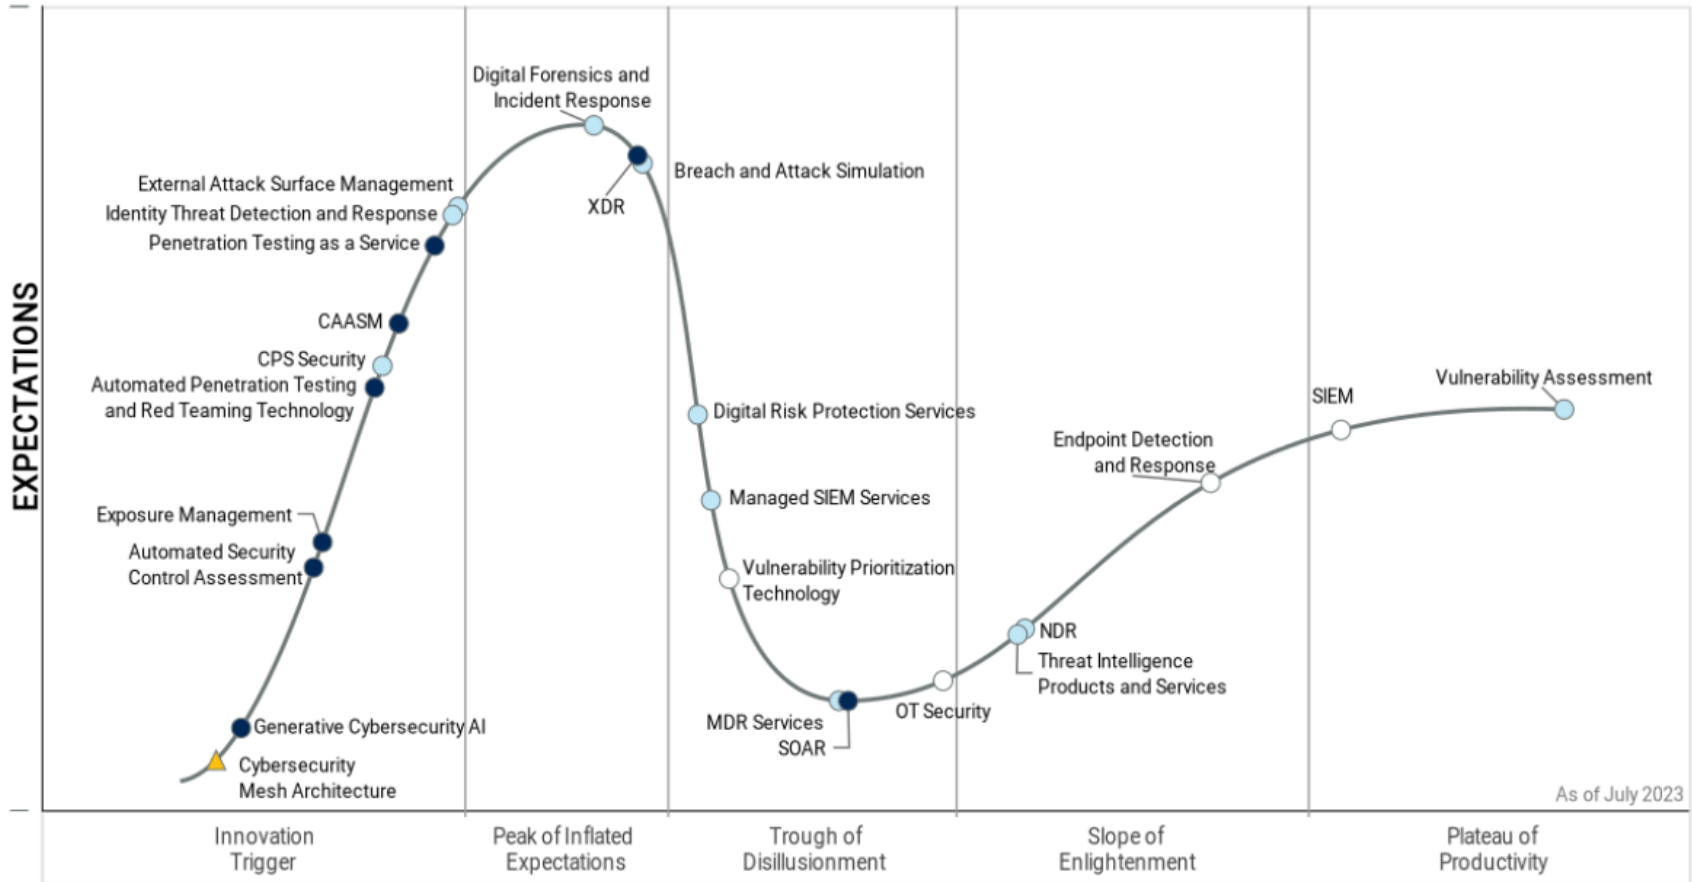 EXPECTATIONS
Digital Forensics and
Incident Response
External Attack Surface Management
Identity Threat Detection and Response
Penetration Testing as a Service
CAASM
CPS Security
Automated Penetration Testing
and Red Teaming Technology
Exposure Management
Automated Security
Control Assessment
Generative Cybersecurity AI
Cybersecurity
Mesh Architecture
XDR
Breach and Attack Simulation
Digital Risk Protection Services
Managed SIEM Services
Vulnerability Prioritization
Technology
MDR Services
SOAR
OT Security
NDR
Threat Intelligence
Products and Services
Endpoint Detection
and Response
SIEM
Vulnerability Assessment
As of July 2023
Innovation
Trigger
Peak of Inflated
Expectations
Trough of
Disillusionment
Slope of
Enlightenment
Plateau of
Productivity